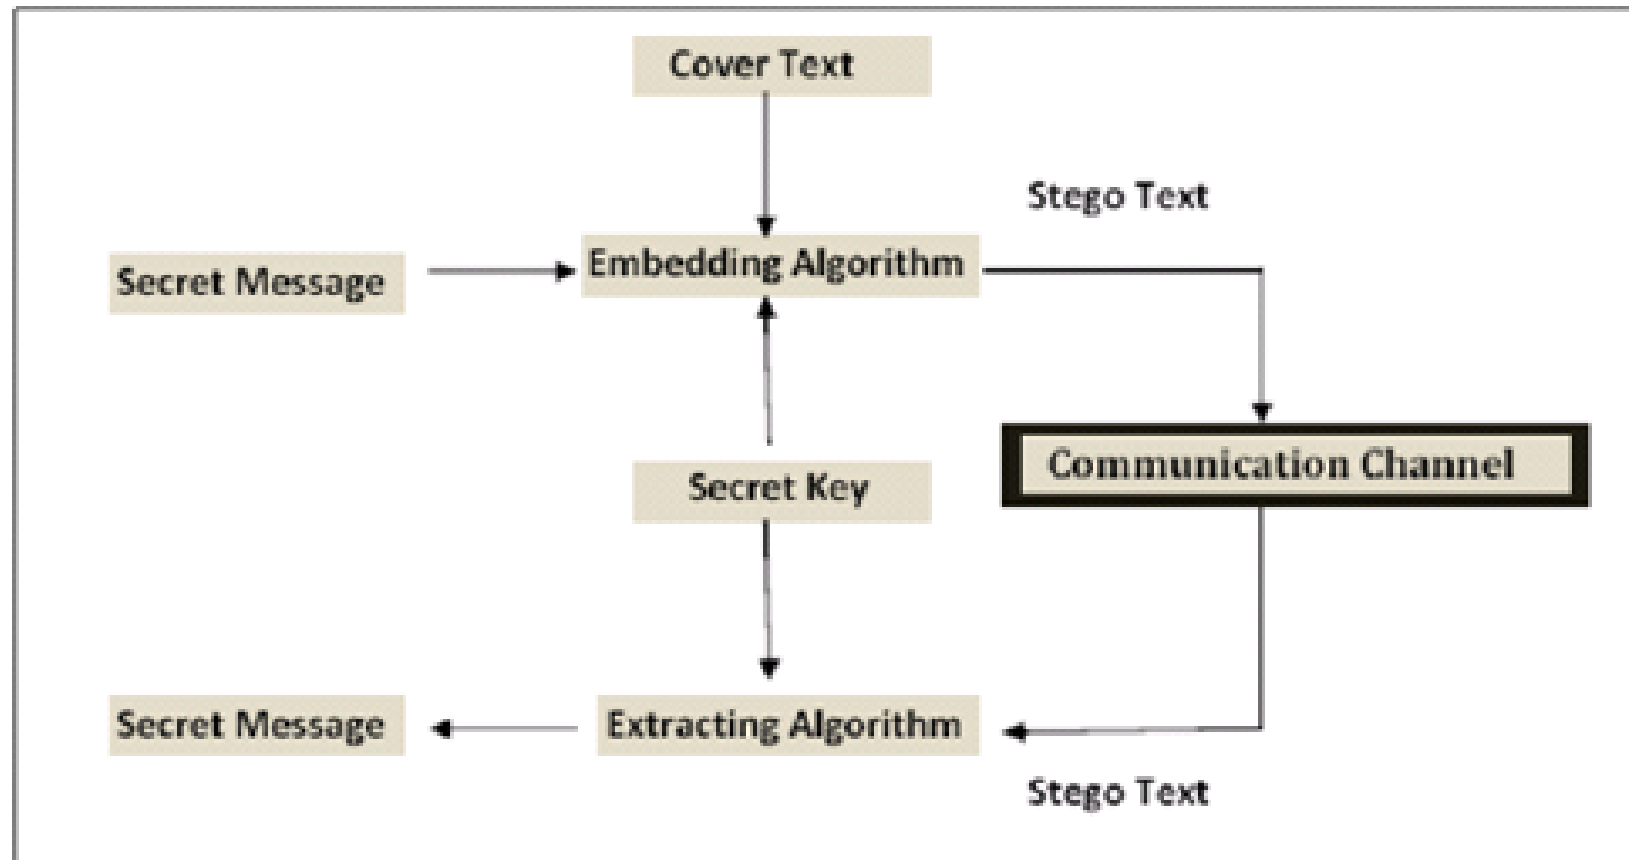 Cover Text
Stego Text
Secret Message
Embedding Algorithm
Secret Key
Communication Channel
Secret Message
Extracting Algorithm
Stego Text